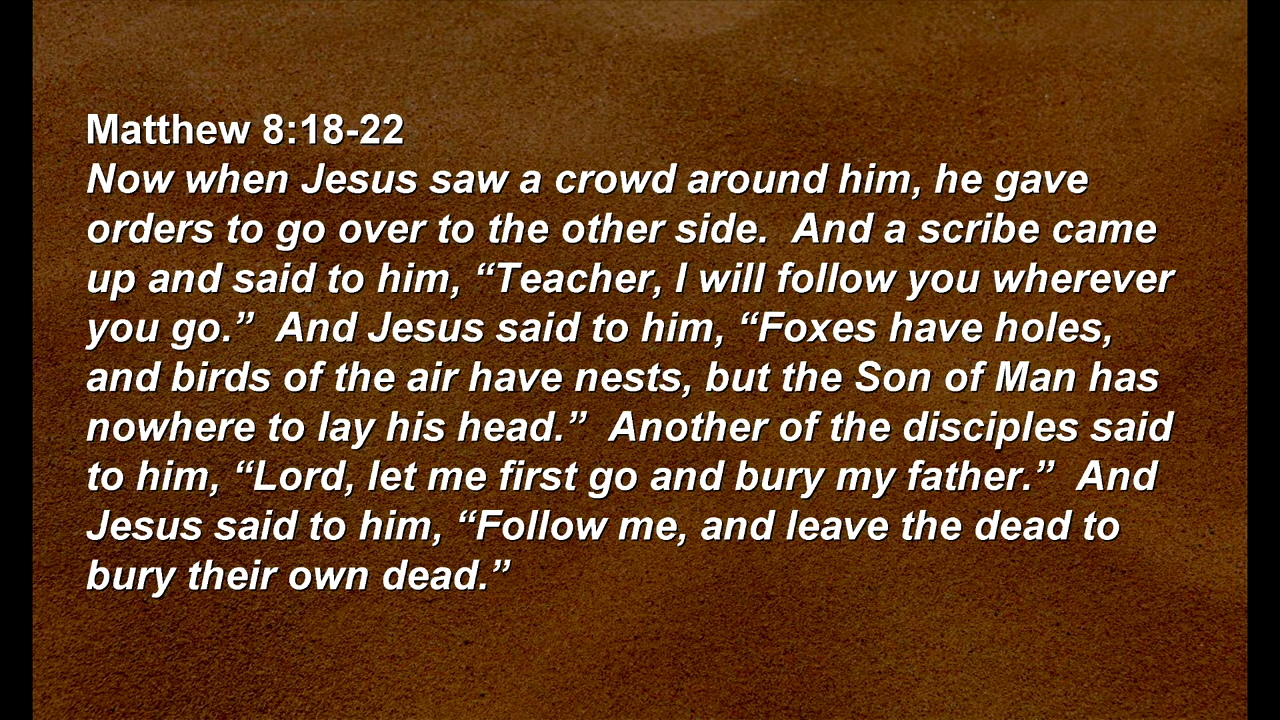 Matthew 8:18-22
Now when Jesus saw a crowd around him, he gave
orders to go over to the other side.  And a scribe came
up and said to him, “Teacher, I will follow you wherever
you go.”  And Jesus said to him, “Foxes have holes,
and birds of the air have nests, but the Son of Man has
nowhere to lay his head.”  Another of the disciples said
to him, “Lord, let me first go and bury my father.”  And
Jesus said to him, “Follow me, and leave the dead to
bury their own dead.”